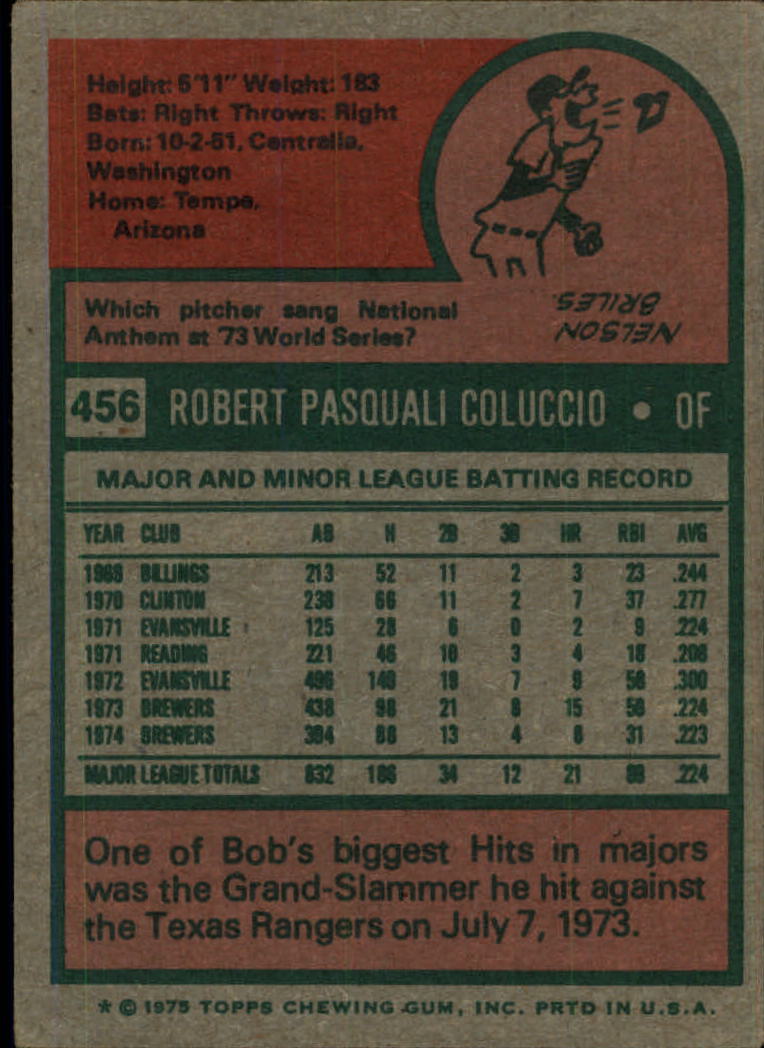 Height: 5'11" Weight: 183
Bats: Right Throws: Right
Born: 10-2-51, Centralia,
Washington
Home: Tempe,
Arizona
Which pitcher sang National
Anthem at '73 World Series?
NELSON
BRILES.
456 ROBERT PASQUALI COLUCCIO • OF
MAJOR AND MINOR LEAGUE BATTING RECORD
YEAR CLUB AB H 2B 3B HR RBI AVG
1969 BILLINGS 213 52 11 2 3 23 .244
1970 CLINTON 238 66 11 2 7 37 .277
1971 EVANSVILLE 125 28 6 0 2 9 .224
1971 READING 221 46 10 3 4 18 .208
1972 EVANSVILLE 466 140 19 7 9 58 .300
1973 BREWERS 438 98 21 8 15 58 .224
1974 BREWERS 394 88 13 4 6 31 .223
MAJOR LEAGUE TOTALS 832 186 34 12 21 89 .224
One of Bob's biggest Hits in majors
was the Grand-Slammer he hit against
the Texas Rangers on July 7, 1973.
* © 1975 TOPPS CHEWING GUM, INC. PRTD IN U.S.A.